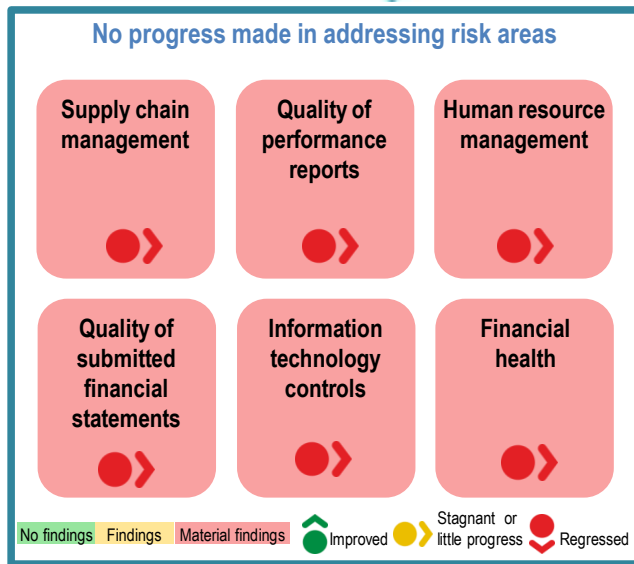 No progress made in addressing risk areas
Supply chain
management
Quality of
performance
reports
Human resource
management
Quality of
submitted
financial
statements
Information
technology
controls
Financial
health
No findings Findings Material findings Improved Stagnant or
little progress Regressed